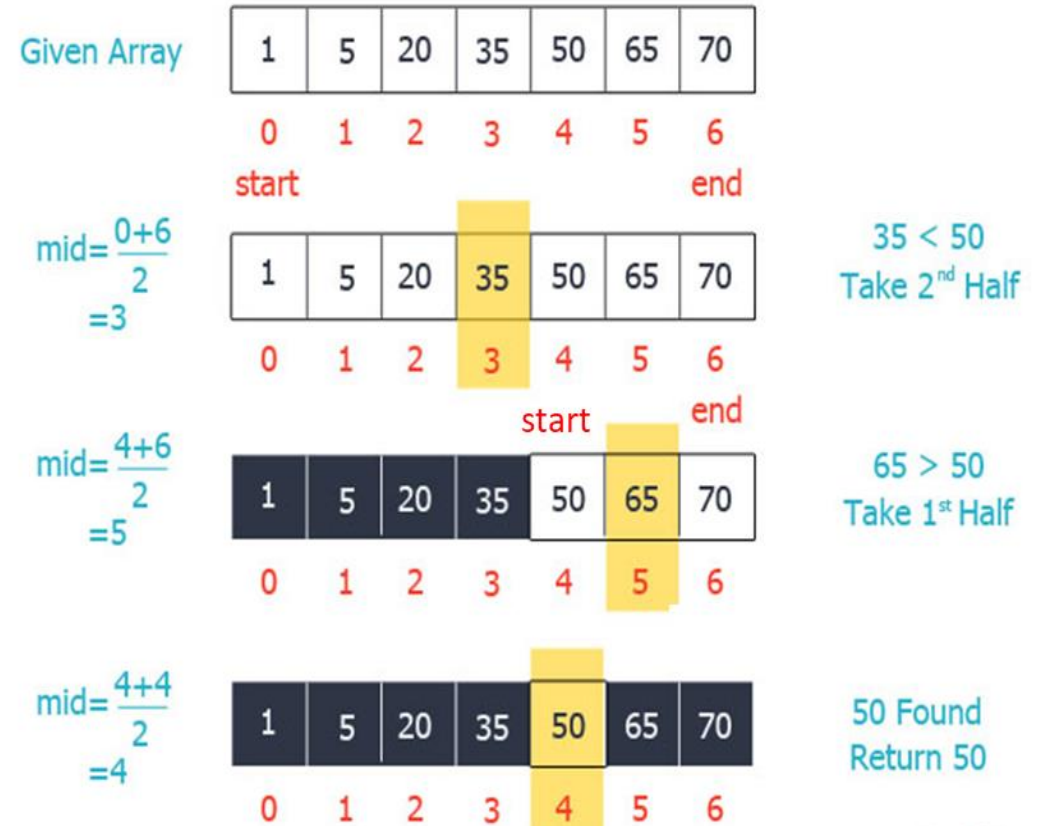 Given Array 1 5 20 35 50 65 70
0 1 2 3 4 5 6
start end
mid= 0+6
2
=3
1 5 20 35 50 65 70
35 < 50
Take 2nd Half
0 1 2 3 4 5 6
start end
mid= 4+6
2
=5
1 5 20 35 50 65 70
65 > 50
Take 1st Half
0 1 2 3 4 5 6
mid= 4+4
2
=4
1 5 20 35 50 65 70
50 Found
Return 50
0 1 2 3 4 5 6